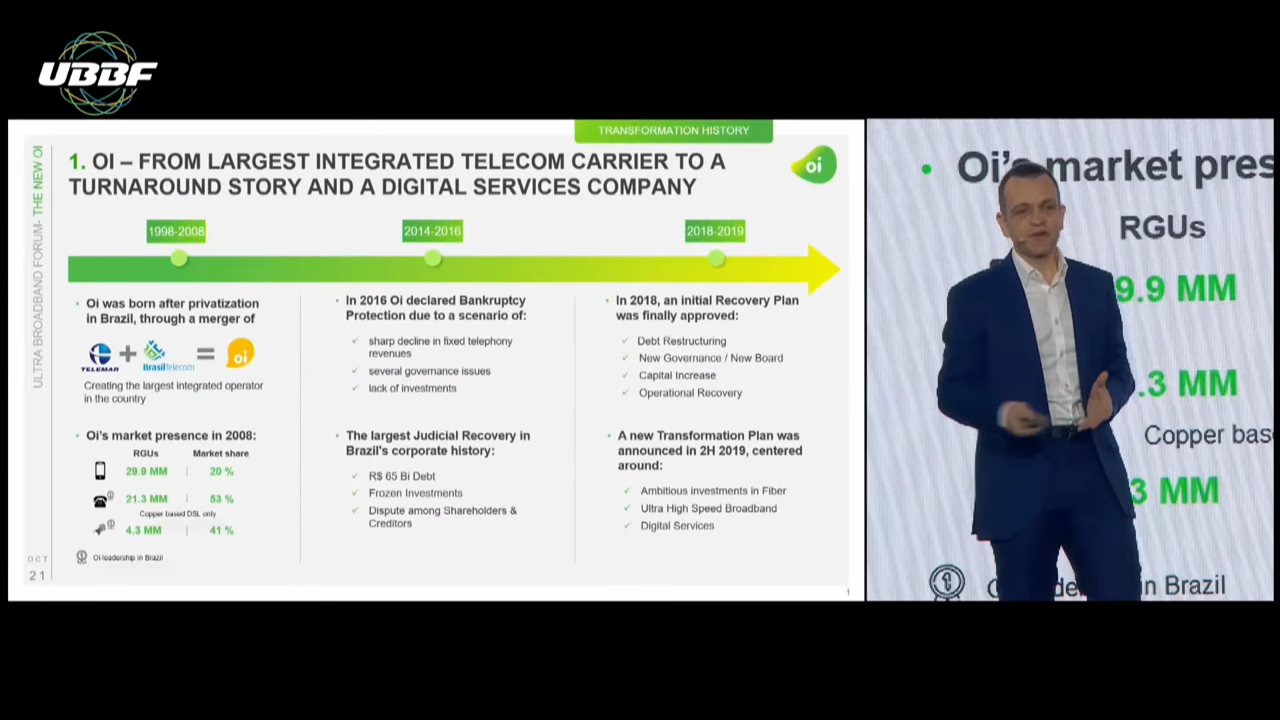 UBBF
TRANSFORMATION HISTORY
ULTRA BROADBAND FORUM- THE NEW OI
1. OI – FROM LARGEST INTEGRATED TELECOM CARRIER TO A
TURNAROUND STORY AND A DIGITAL SERVICES COMPANY
oi
1998-2008
2014-2016
2018-2019
• Oi was born after privatization
in Brazil, through a merger of
TELEMAR + Brasiltelecom = oi
Creating the largest integrated operator
in the country
• Oi's market presence in 2008:
RGUs Market share
29.9 MM | 20 %
21.3 MM | 53 %
Copper based DSL only
4.3 MM | 41 %
1 Oi leadership in Brazil
• In 2016 Oi declared Bankruptcy
Protection due to a scenario of:
✓ sharp decline in fixed telephony
revenues
✓ several governance issues
✓ lack of investments
• The largest Judicial Recovery in
Brazil's corporate history:
✓ R$ 65 Bi Debt
✓ Frozen Investments
✓ Dispute among Shareholders &
Creditors
• In 2018, an initial Recovery Plan
was finally approved:
✓ Debt Restructuring
✓ New Governance / New Board
✓ Capital Increase
✓ Operational Recovery
• A new Transformation Plan was
announced in 2H 2019, centered
around:
✓ Ambitious investments in Fiber
✓ Ultra High Speed Broadband
✓ Digital Services
OCT
21
1
• Oi's market pres
RGUs
9.9 MM
.3 MM
Copper bas
3 MM
1 in Brazil